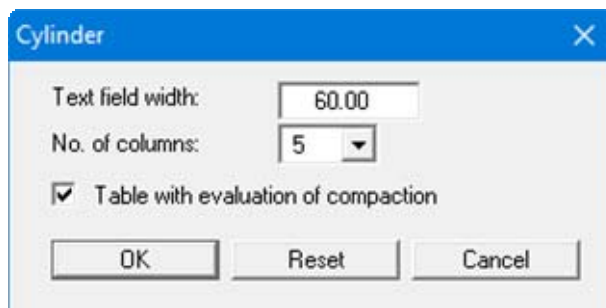 Cylinder
Text field width: 60.00
No. of columns: 5
Table with evaluation of compaction
OK Reset Cancel